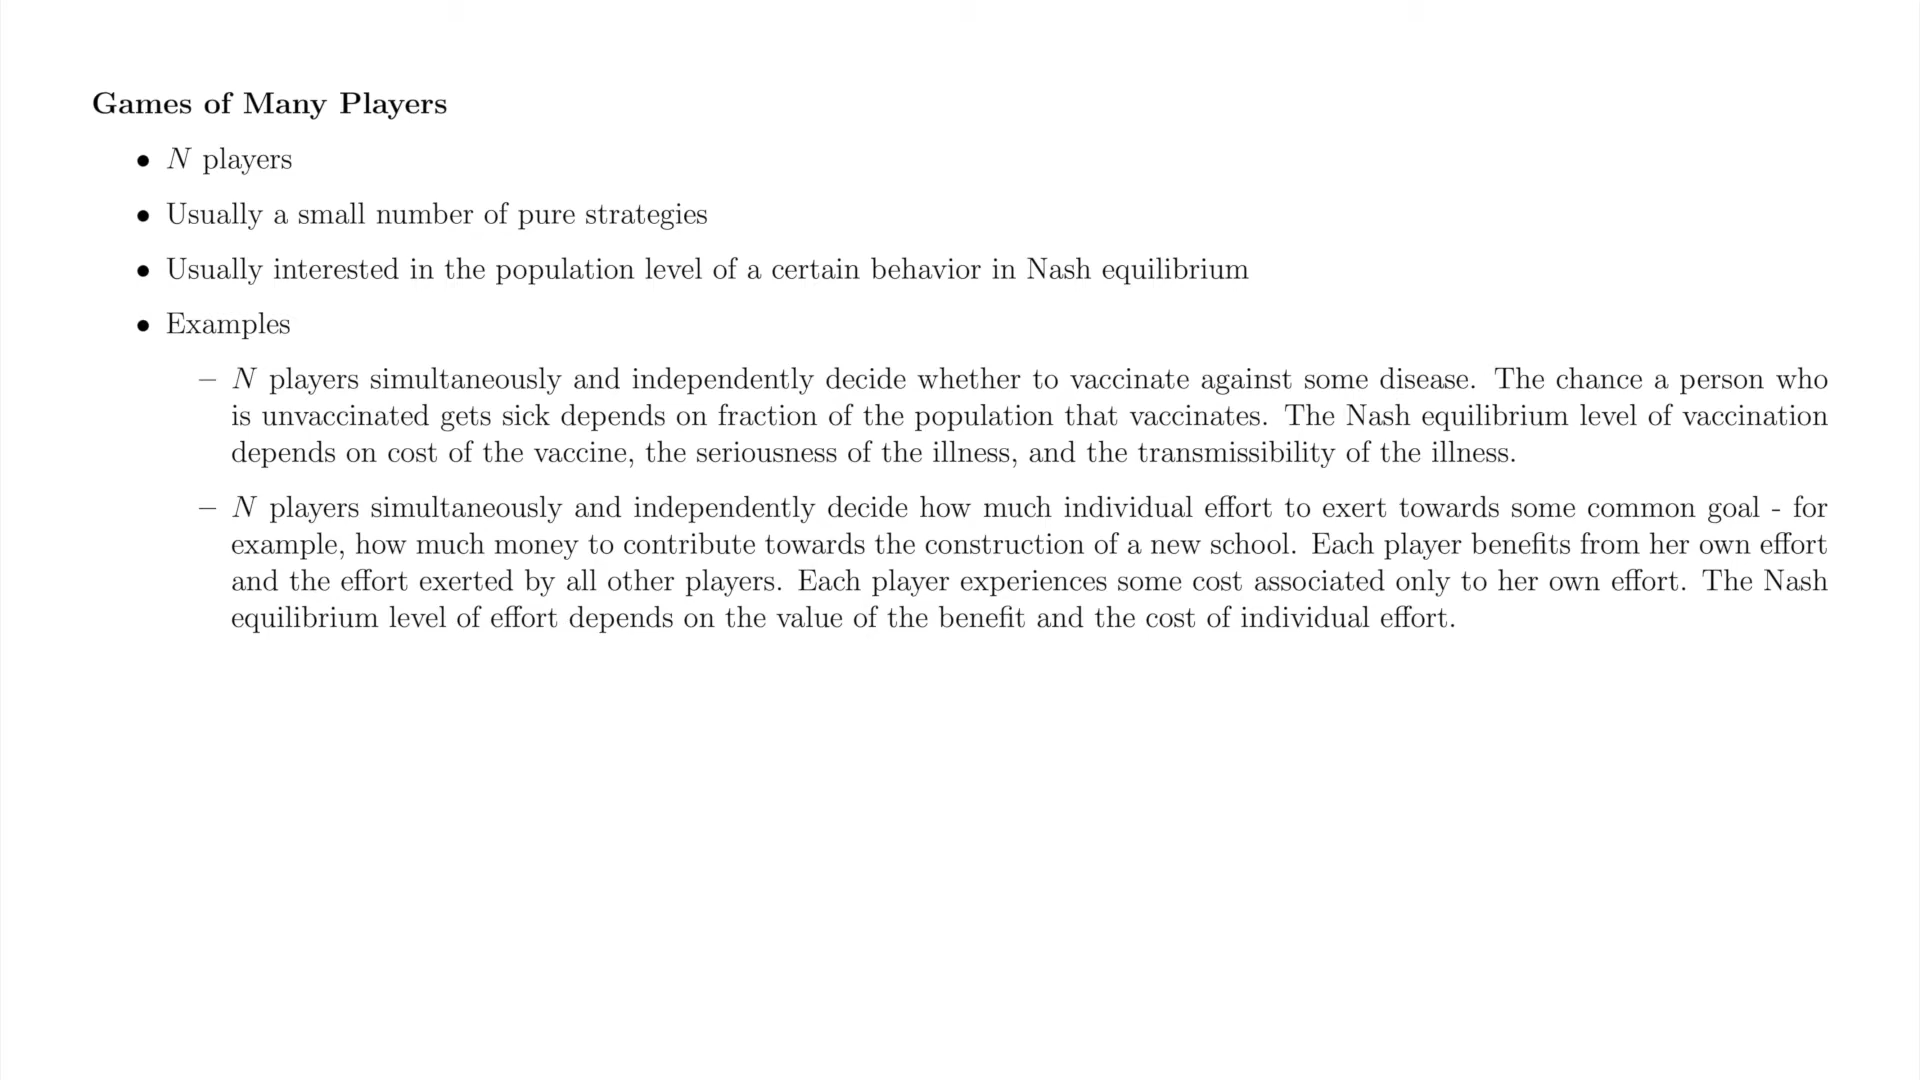 Games of Many Players
• N players
• Usually a small number of pure strategies
• Usually interested in the population level of a certain behavior in Nash equilibrium
• Examples
– N players simultaneously and independently decide whether to vaccinate against some disease. The chance a person who
is unvaccinated gets sick depends on fraction of the population that vaccinates. The Nash equilibrium level of vaccination
depends on cost of the vaccine, the seriousness of the illness, and the transmissibility of the illness.
– N players simultaneously and independently decide how much individual effort to exert towards some common goal - for
example, how much money to contribute towards the construction of a new school. Each player benefits from her own effort
and the effort exerted by all other players. Each player experiences some cost associated only to her own effort. The Nash
equilibrium level of effort depends on the value of the benefit and the cost of individual effort.